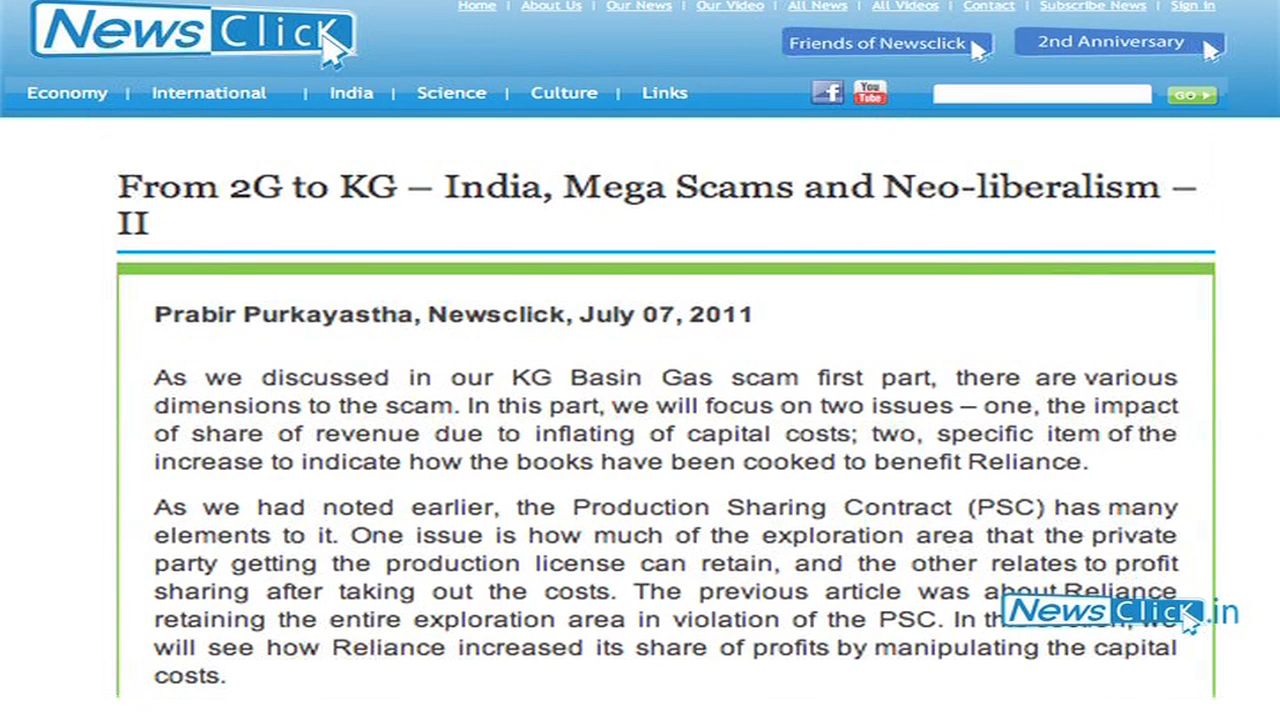 Home | About Us | Our News | Our Video | All News | All Videos | Contact | Subscribe News | Sign In
News Click
Friends of Newsclick
2nd Anniversary
Economy | International | India | Science | Culture | Links
f
You Tube
GO
From 2G to KG – India, Mega Scams and Neo-liberalism –
II
Prabir Purkayastha, Newsclick, July 07, 2011
As we discussed in our KG Basin Gas scam first part, there are various
dimensions to the scam. In this part, we will focus on two issues – one, the impact
of share of revenue due to inflating of capital costs; two, specific item of the
increase to indicate how the books have been cooked to benefit Reliance.
As we had noted earlier, the Production Sharing Contract (PSC) has many
elements to it. One issue is how much of the exploration area that the private
party getting the production license can retain, and the other relates to profit
sharing after taking out the costs. The previous article was about Reliance
retaining the entire exploration area in violation of the PSC. In
will see how Reliance increased its share of profits by manipulating the capital
costs.
News Click.in